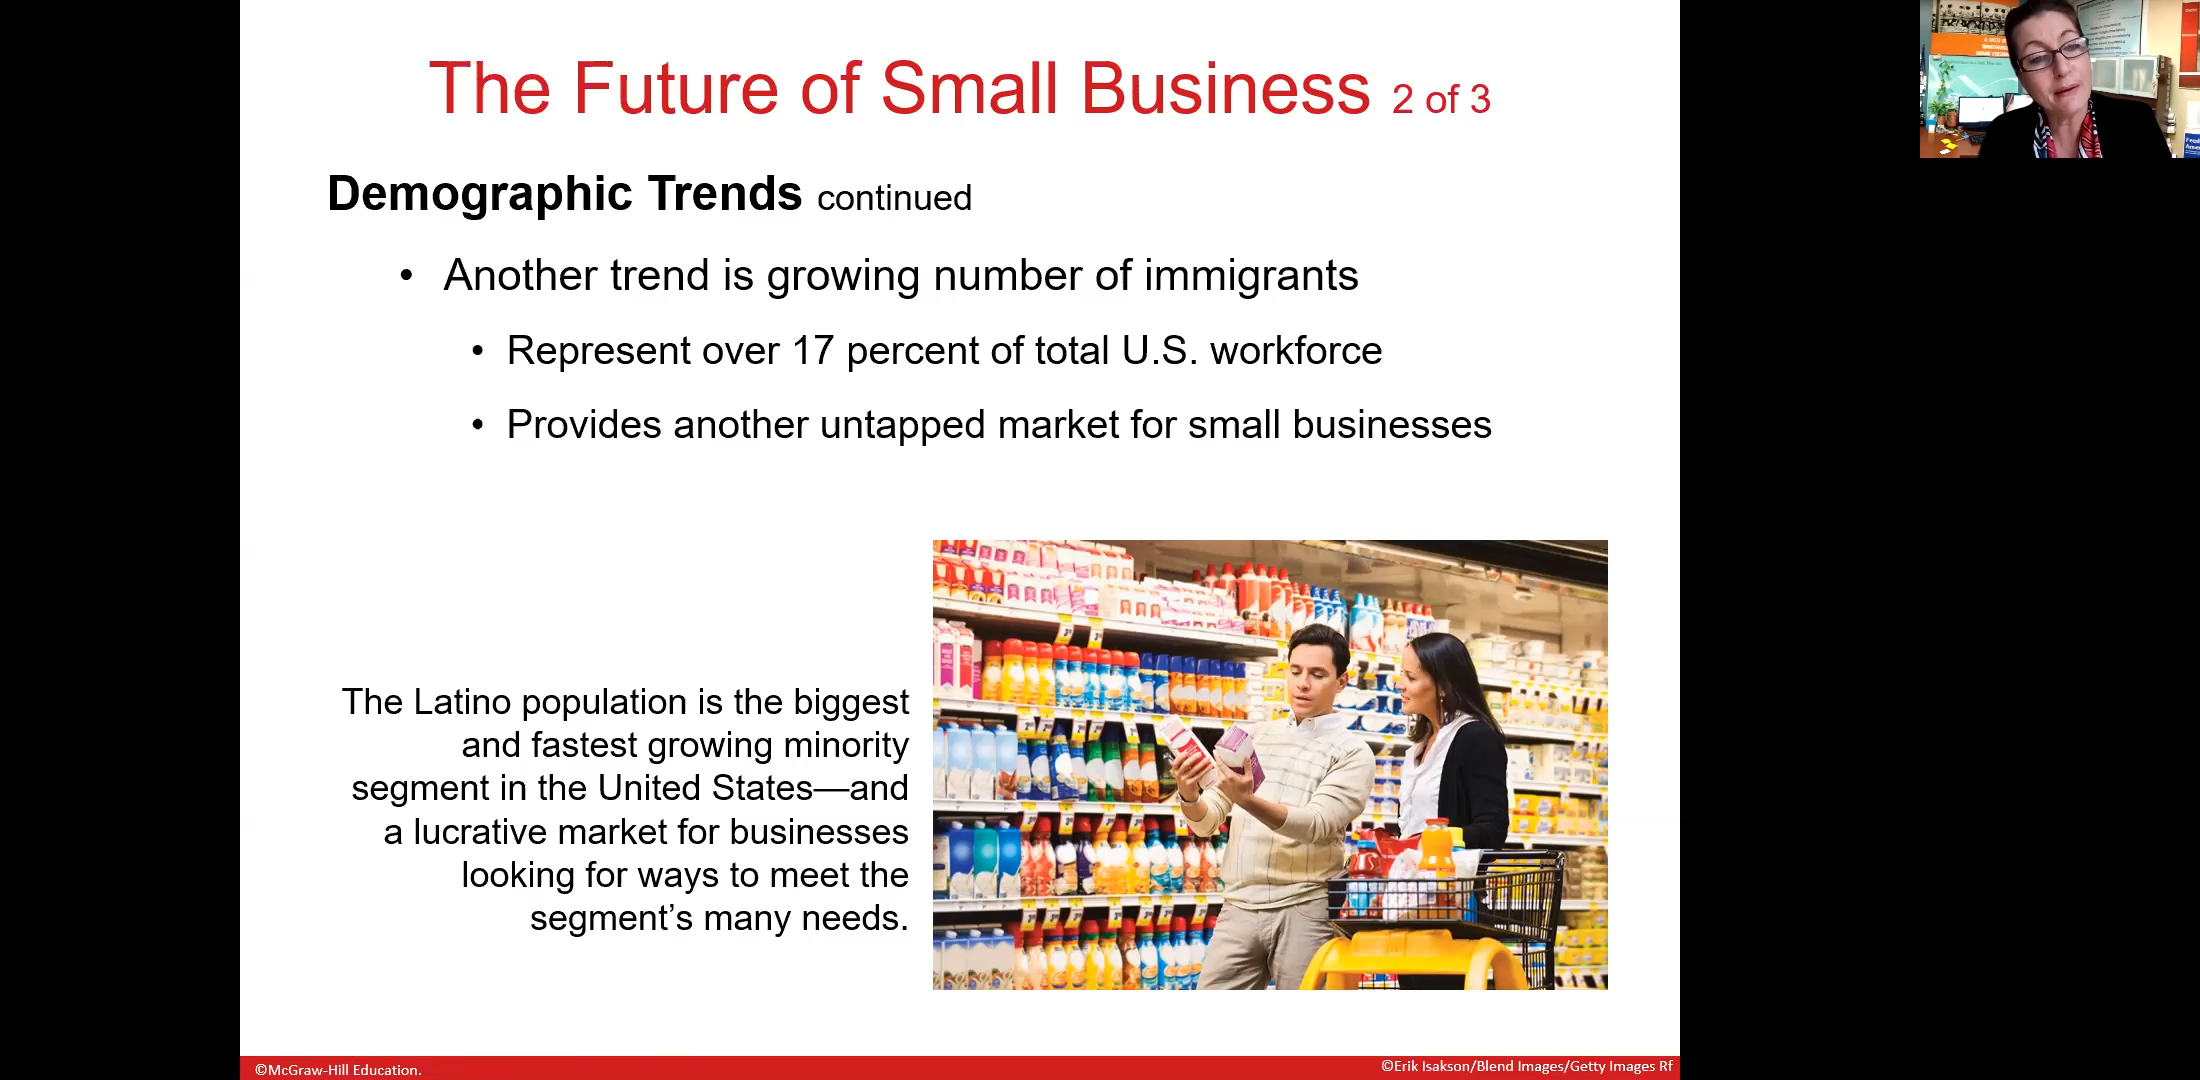 The Future of Small Business 2 of 3
Demographic Trends continued
• Another trend is growing number of immigrants
• Represent over 17 percent of total U.S. workforce
• Provides another untapped market for small businesses
The Latino population is the biggest
and fastest growing minority
segment in the United States—and
a lucrative market for businesses
looking for ways to meet the
segment’s many needs.
©McGraw-Hill Education.
©Erik Isakson/Blend Images/Getty Images Rf